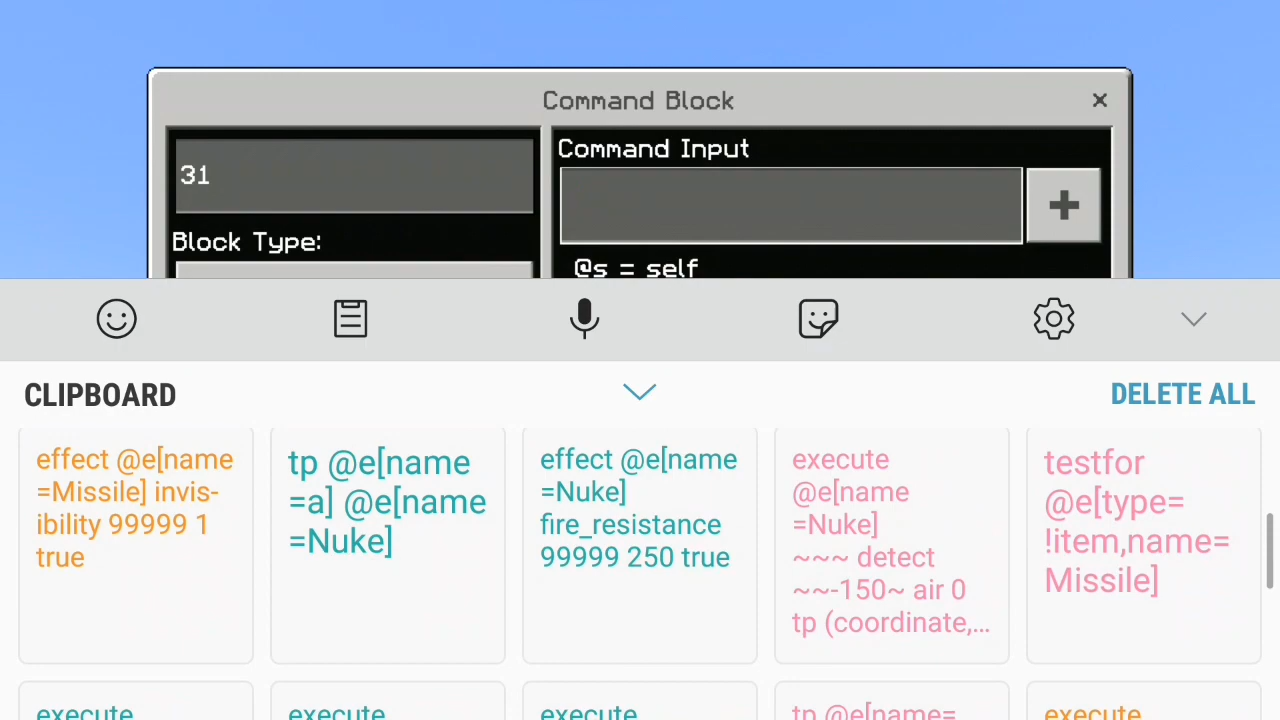 Command Block
31
Command Input
Block Type:
@s = self
CLIPBOARD
DELETE ALL
effect @e[name
=Missile] invis-
ibility 99999 1
true
tp @e[name
=a] @e[name
=Nuke]
effect @e[name
=Nuke]
fire_resistance
99999 250 true
execute
@e[name
=Nuke]
~~~ detect
~~-150~ air 0
tp (coordinate,...
testfor
@e[type=
!item,name=
Missile]
execute
execute
execute
tp @e[name=
execute